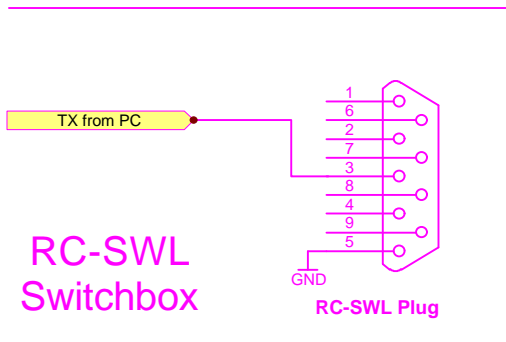 1
6
TX from PC
2
7
3
8
4
9
RC-SWL
5
Switchbox
GND
RC-SWL Plug